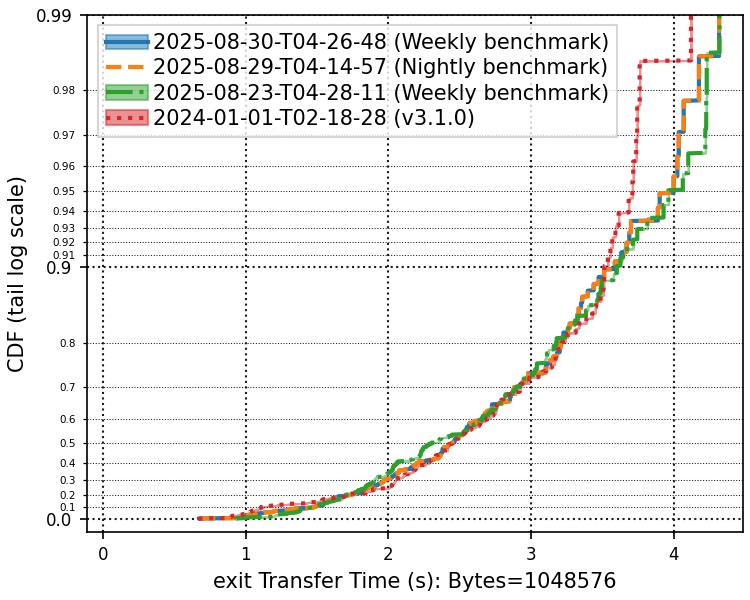 0.99
2025-08-30-T04-26-48 (Weekly benchmark)
2025-08-29-T04-14-57 (Nightly benchmark)
2025-08-23-T04-28-11 (Weekly benchmark)
2024-01-01-T02-18-28 (v3.1.0)
0.98
0.97
0.96
0.95
0.94
0.93
0.92
0.91
0.9
0.8
0.7
0.6
0.5
0.4
0.3
0.2
0.1
0.0
CDF (tail log scale)
0 1 2 3 4
exit Transfer Time (s): Bytes=1048576